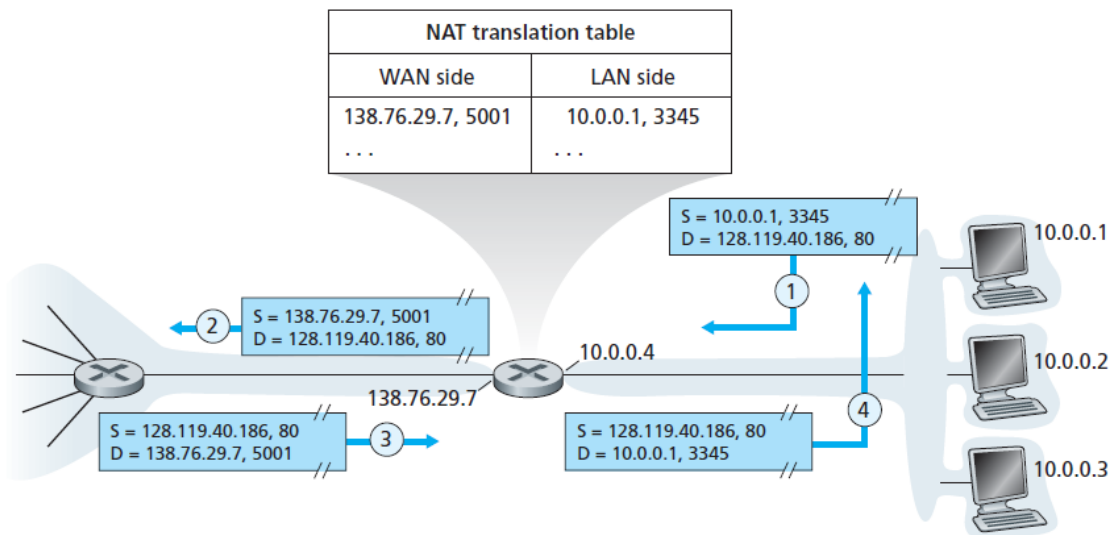 NAT translation table
WAN side
LAN side
138.76.29.7, 5001
10.0.0.1, 3345
. . .
. . .
S = 10.0.0.1, 3345
D = 128.119.40.186, 80
10.0.0.1
1
2
S = 138.76.29.7, 5001
D = 128.119.40.186, 80
10.0.0.4
10.0.0.2
138.76.29.7
4
S = 128.119.40.186, 80
D = 138.76.29.7, 5001
3
S = 128.119.40.186, 80
D = 10.0.0.1, 3345
10.0.0.3